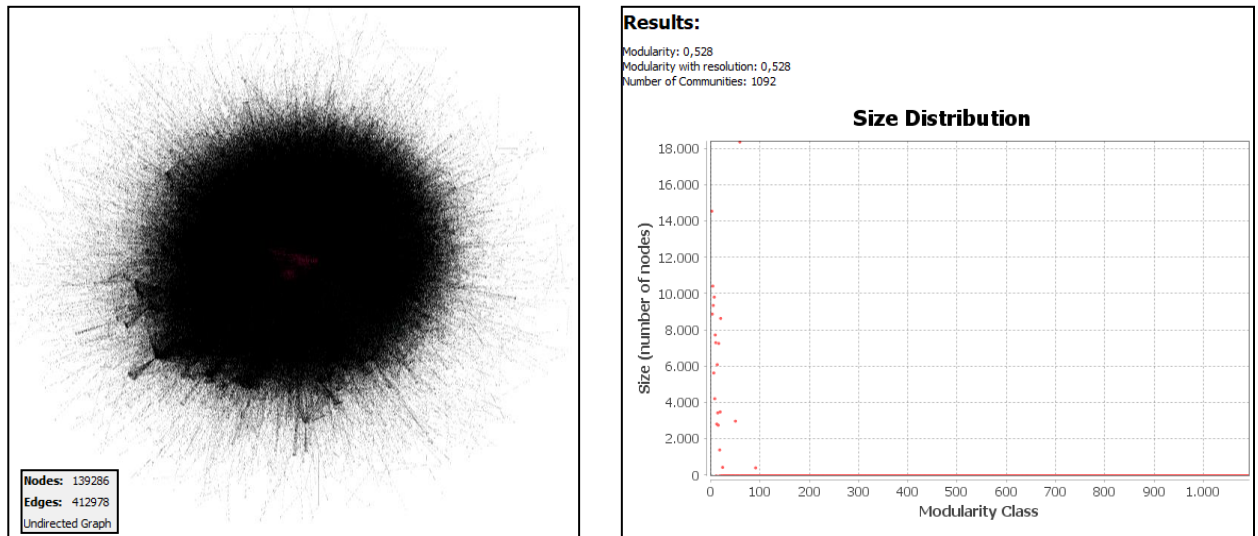 Nodes: 139286
Edges: 412978
Undirected Graph
Results:
Modularity: 0,528
Modularity with resolution: 0,528
Number of Communities: 1092
Size Distribution
Size (number of nodes)
18.000
16.000
14.000
12.000
10.000
8.000
6.000
4.000
2.000
0
0 100 200 300 400 500 600 700 800 900 1.000
Modularity Class